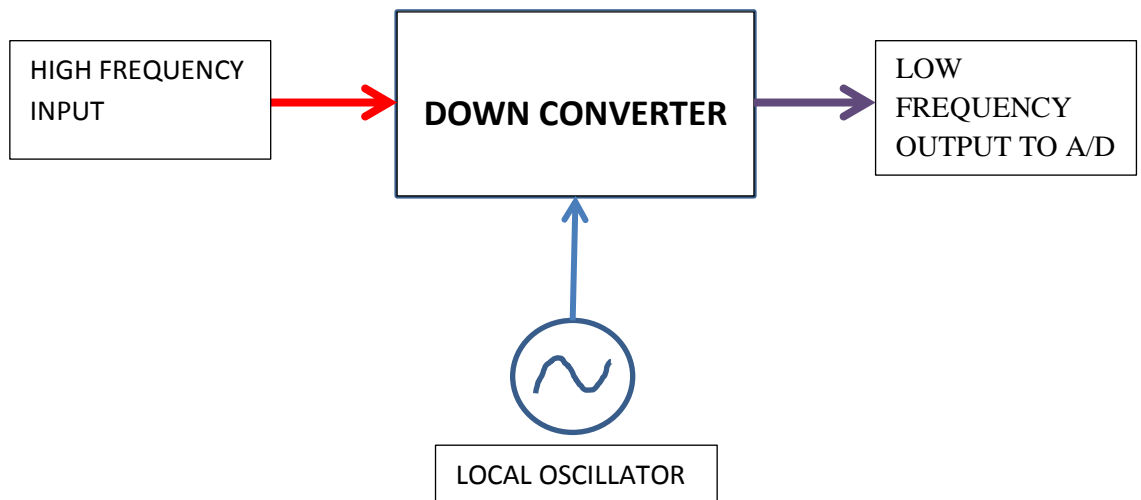 HIGH FREQUENCY
INPUT
DOWN CONVERTER
LOW
FREQUENCY
OUTPUT TO A/D
LOCAL OSCILLATOR